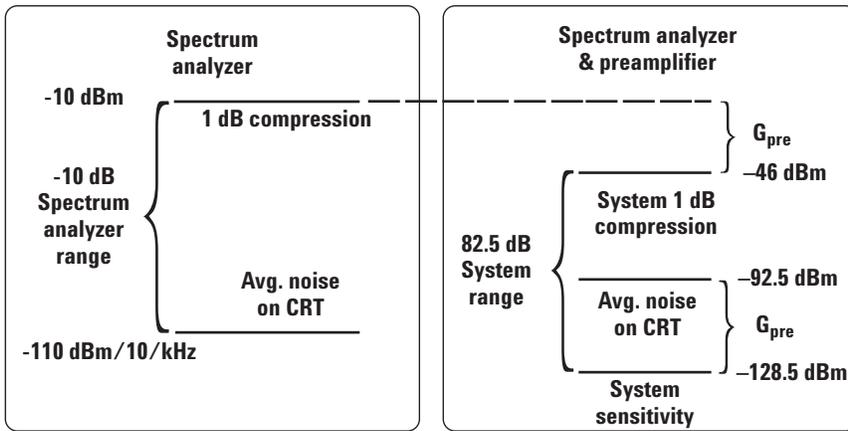 Spectrum
analyzer
-10 dBm
1 dB compression
-10 dB
Spectrum
analyzer
range
Avg. noise
on CRT
-110 dBm/10/kHz
Spectrum analyzer
& preamplifier
Gpre
–46 dBm
System 1 dB
compression
82.5 dB
System
range
–92.5 dBm
Avg. noise
on CRT
Gpre
–128.5 dBm
System
sensitivity